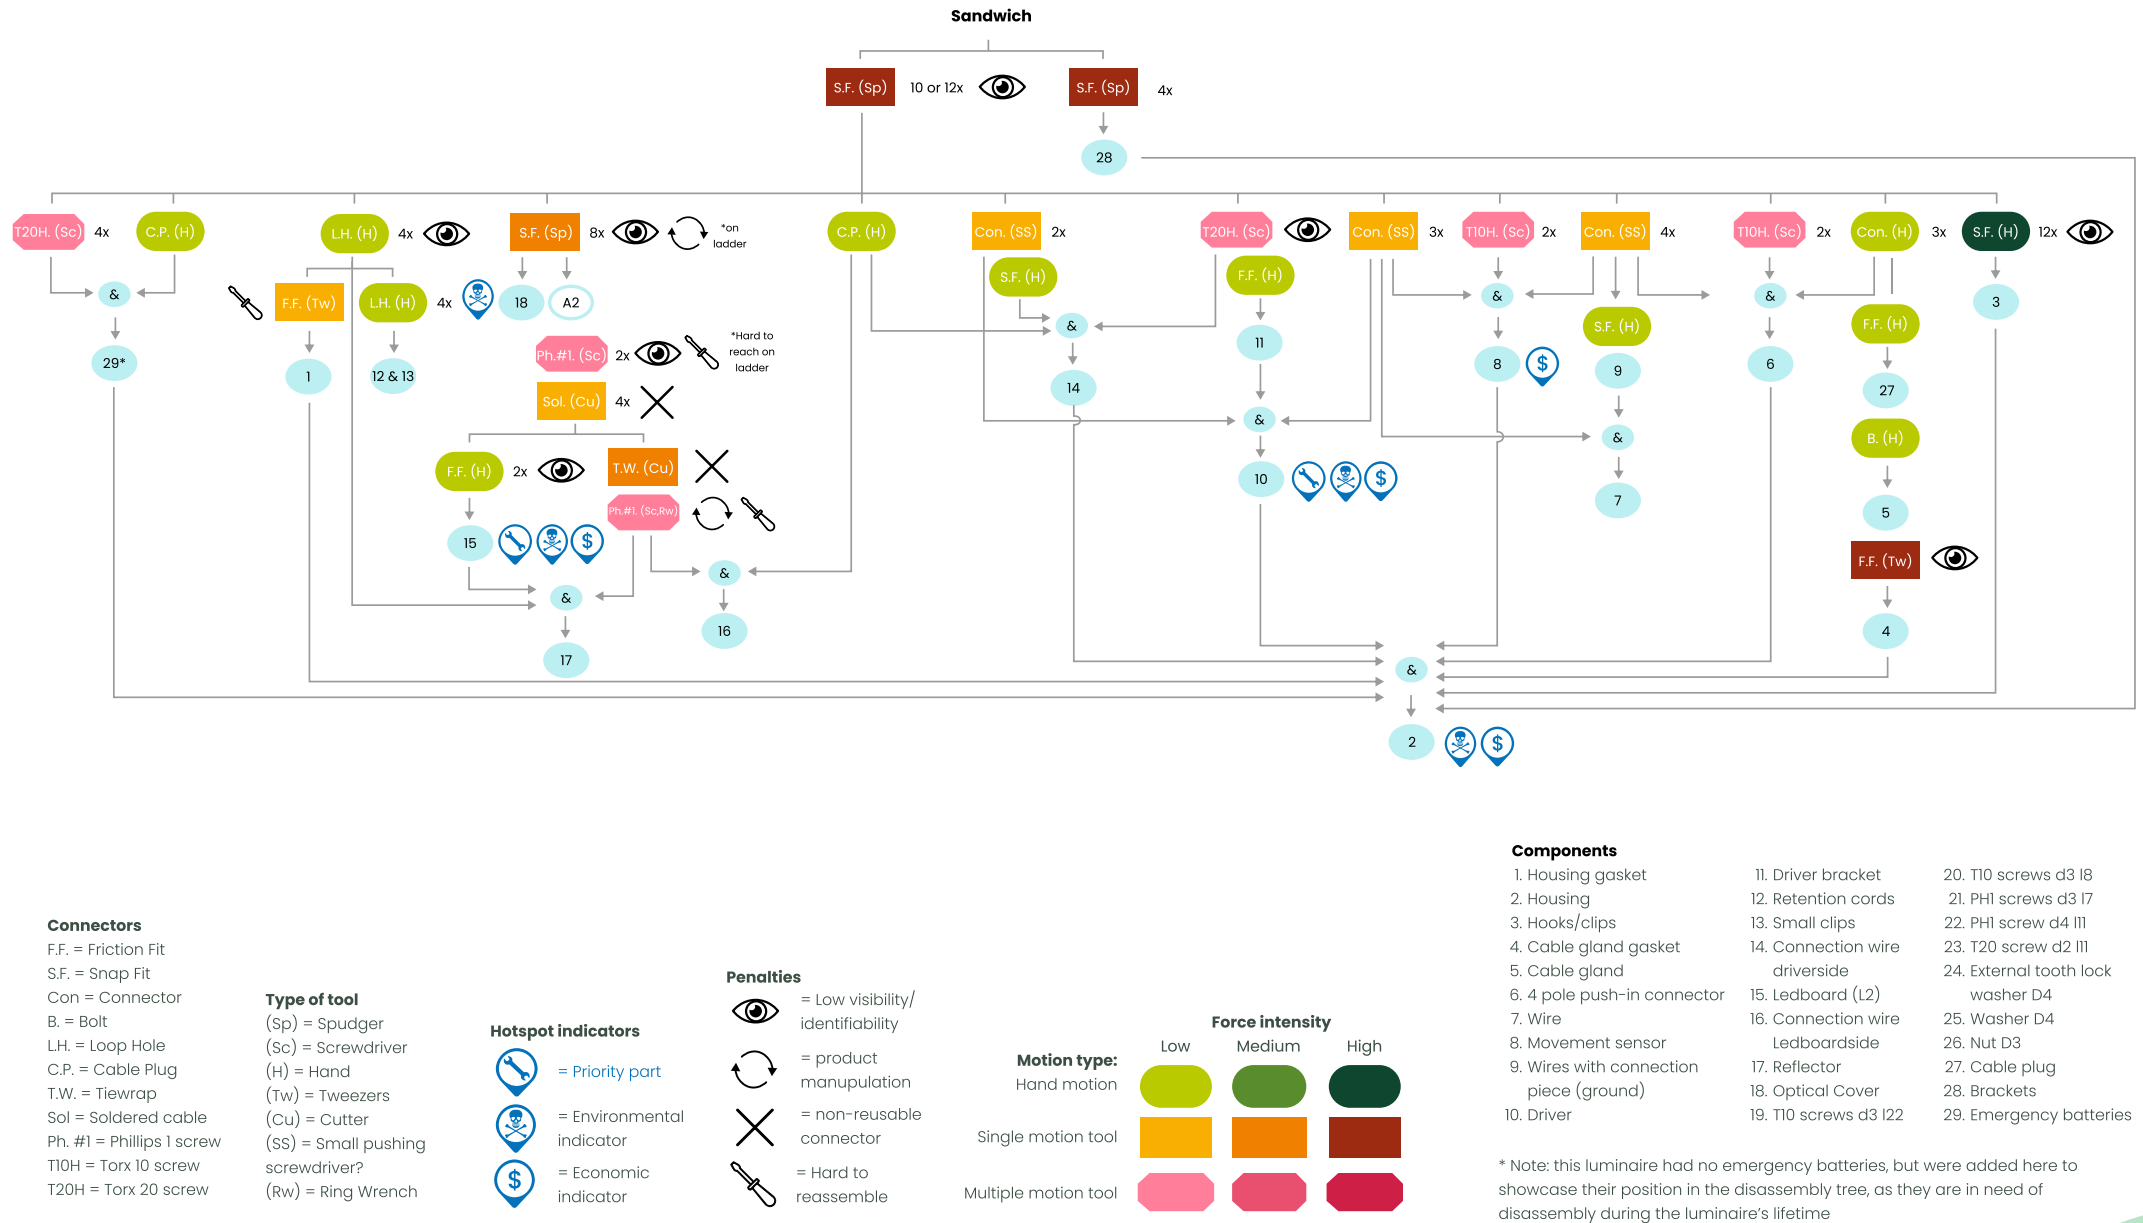 Sandwich
S.F. (Sp) 10 or 12x S.F. (Sp) 4x
28
T20H. (Sc) 4x C.P. (H) L.H. (H) 4x S.F. (Sp) 8x *on
ladder
C.P. (H) Con. (SS) 2x T20H. (Sc) Con. (SS) 3x T10H. (Sc) 2x Con. (SS) 4x T10H. (Sc) 2x Con. (H) 3x S.F. (H) 12x
S.F. (H) F.F. (H)
& F.F. (Tw) L.H. (H) 4x 18 A2 & & 3
& S.F. (H) F.F. (H)
*Hard to
reach on
ladder
Ph.#1. (Sc) 2x
29* 1 12 & 13 14 11 8 9 6 27
Sol. (Cu) 4x
& & B. (H)
F.F. (H) 2x T.W. (Cu) 10 7 5
Ph.#1. (Sc,Rw)
15 F.F. (Tw)
& &
16 4
17 &
2
Connectors
F.F. = Friction Fit
S.F. = Snap Fit
Con = Connector
B. = Bolt
L.H. = Loop Hole
C.P. = Cable Plug
T.W. = Tiewrap
Sol = Soldered cable
Ph. #1 = Phillips 1 screw
T10H = Torx 10 screw
T20H = Torx 20 screw
Type of tool
(Sp) = Spudger
(Sc) = Screwdriver
(H) = Hand
(Tw) = Tweezers
(Cu) = Cutter
(SS) = Small pushing
screwdriver?
(Rw) = Ring Wrench
Hotspot indicators
= Priority part
= Environmental
indicator
$ = Economic
indicator
Penalties
= Low visibility/
identifiability
= product
manupulation
= non-reusable
connector
= Hard to
reassemble
Force intensity
Low Medium High
Motion type:
Hand motion
Single motion tool
Multiple motion tool
Components
1. Housing gasket
2. Housing
3. Hooks/clips
4. Cable gland gasket
5. Cable gland
6. 4 pole push-in connector
7. Wire
8. Movement sensor
9. Wires with connection
piece (ground)
10. Driver
11. Driver bracket
12. Retention cords
13. Small clips
14. Connection wire
driverside
15. Ledboard (L2)
16. Connection wire
Ledboardside
17. Reflector
18. Optical Cover
19. T10 screws d3 l22
20. T10 screws d3 l8
21. PH1 screws d3 l7
22. PH1 screw d4 l11
23. T20 screw d2 l11
24. External tooth lock
washer D4
25. Washer D4
26. Nut D3
27. Cable plug
28. Brackets
29. Emergency batteries
* Note: this luminaire had no emergency batteries, but were added here to
showcase their position in the disassembly tree, as they are in need of
disassembly during the luminaire's lifetime